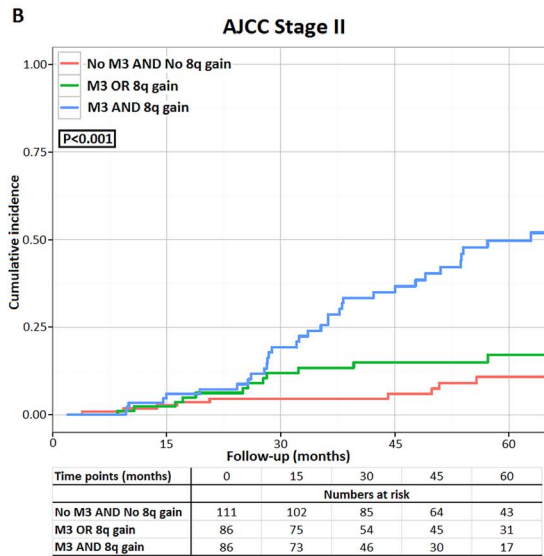 B
AJCC Stage II
1.00
No M3 AND No 8q gain
M3 OR 8q gain
M3 AND 8q gain
P<0.001
0.75
Cumulative incidence
0.50
0.25
0.00
0 15 30 45 60
Follow-up (months)
Time points (months) 0 15 30 45 60
Numbers at risk
No M3 AND No 8q gain 111 102 85 64 43
M3 OR 8q gain 86 75 54 45 31
M3 AND 8q gain 86 73 46 30 17